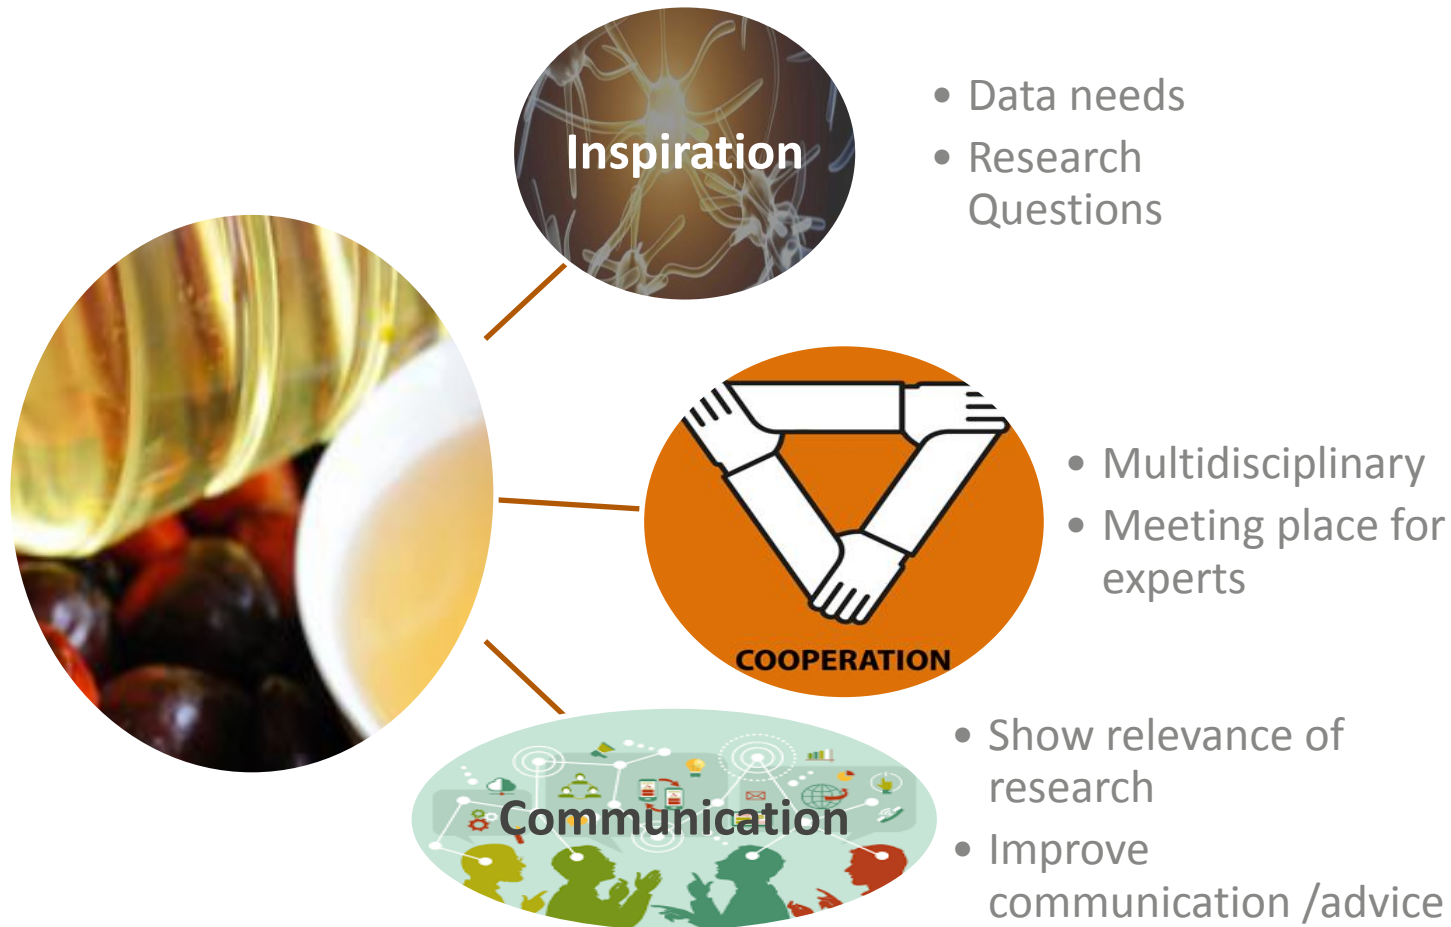 Inspiration
• Data needs
• Research
Questions
COOPERATION
• Multidisciplinary
• Meeting place for
experts
Communication
• Show relevance of
research
• Improve
communication /advice